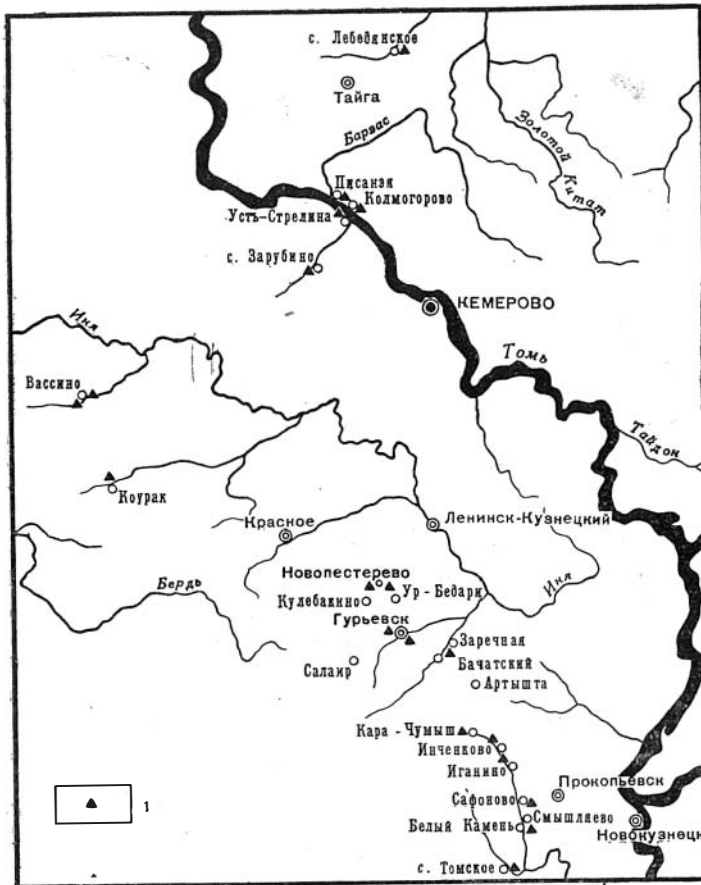 с. Лебедянское
Тайга
Барзас
Золотой Китат
Писаная
Колмогорово
Усть-Стрелина
с. Зарубино
КЕМЕРОВО
Иня
Томь
Вассино
Тайдон
Коурак
Красное
Ленинск-Кузнецкий
Бердь
Новопестерево
Иня
Кулебакино
Ур-Бедари
Гурьевск
Заречная
Салаир
Бачатский
Артышта
Кара-Чумыш
Инченково
Иганино
Прокопьевск
Сафоново
Смышляево
Белый Камень
Новокузнецк
с. Томское
1